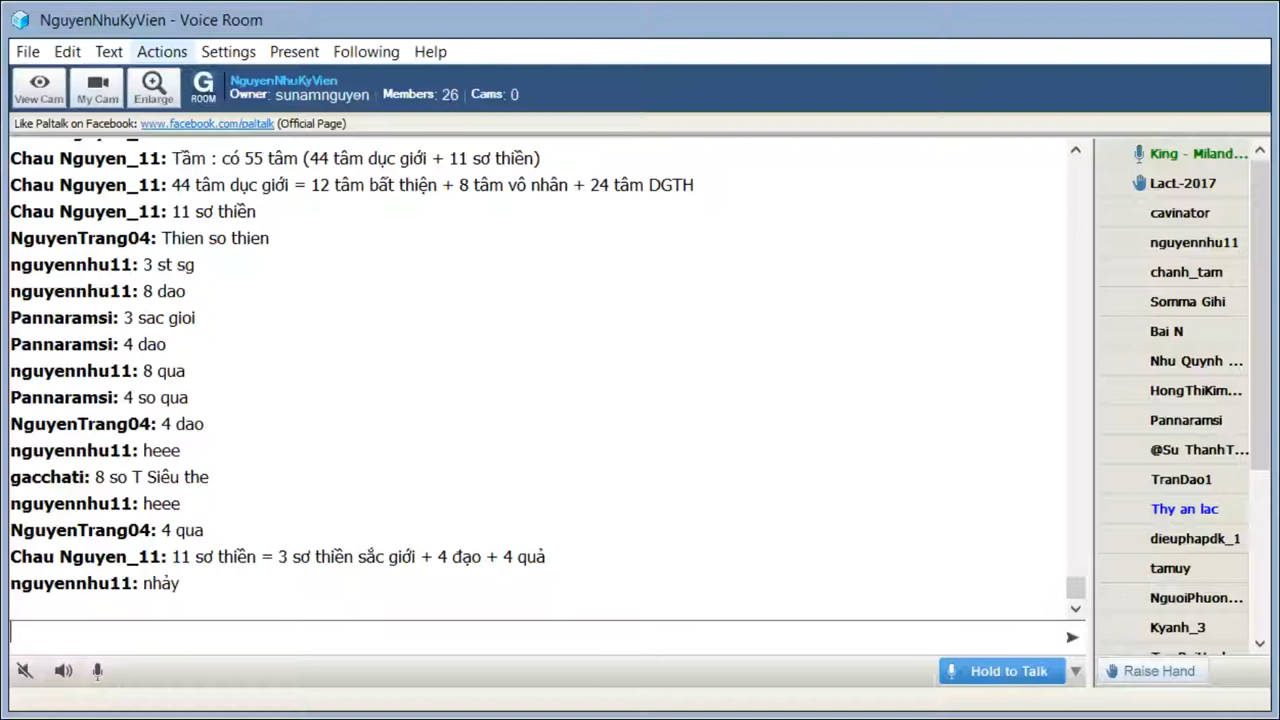 NguyenNhuKyVien - Voice Room
File Edit Text Actions Settings Present Following Help
View Cam My Cam Enlarge G ROOM
NguyenNhuKyVien
Owner: sunamnguyen Members: 26 Cams: 0
Like Paltalk on Facebook: www.facebook.com/paltalk (Official Page)
Chau Nguyen_11: Tầm : có 55 tâm (44 tâm dục giới + 11 sơ thiền)
Chau Nguyen_11: 44 tâm dục giới = 12 tâm bất thiện + 8 tâm vô nhân + 24 tâm DGTH
Chau Nguyen_11: 11 sơ thiền
NguyenTrang04: Thien so thien
nguyennhu11: 3 st sg
nguyennhu11: 8 dao
Pannaramsi: 3 sac gioi
Pannaramsi: 4 dao
nguyennhu11: 8 qua
Pannaramsi: 4 so qua
NguyenTrang04: 4 dao
nguyennhu11: heee
gacchati: 8 so T Siêu the
nguyennhu11: heee
NguyenTrang04: 4 qua
Chau Nguyen_11: 11 sơ thiền = 3 sơ thiền sắc giới + 4 đạo + 4 quả
nguyennhu11: nhảy
King - Miland...
LacL-2017
cavinator
nguyennhu11
chanh_tam
Somma Gihi
Bai N
Nhu Quynh ...
HongThiKim...
Pannaramsi
@Su ThanhT...
TranDao1
Thy an lac
dieuphapdk_1
tamuy
NguoiPhuon...
Kyanh_3
Hold to Talk
Raise Hand